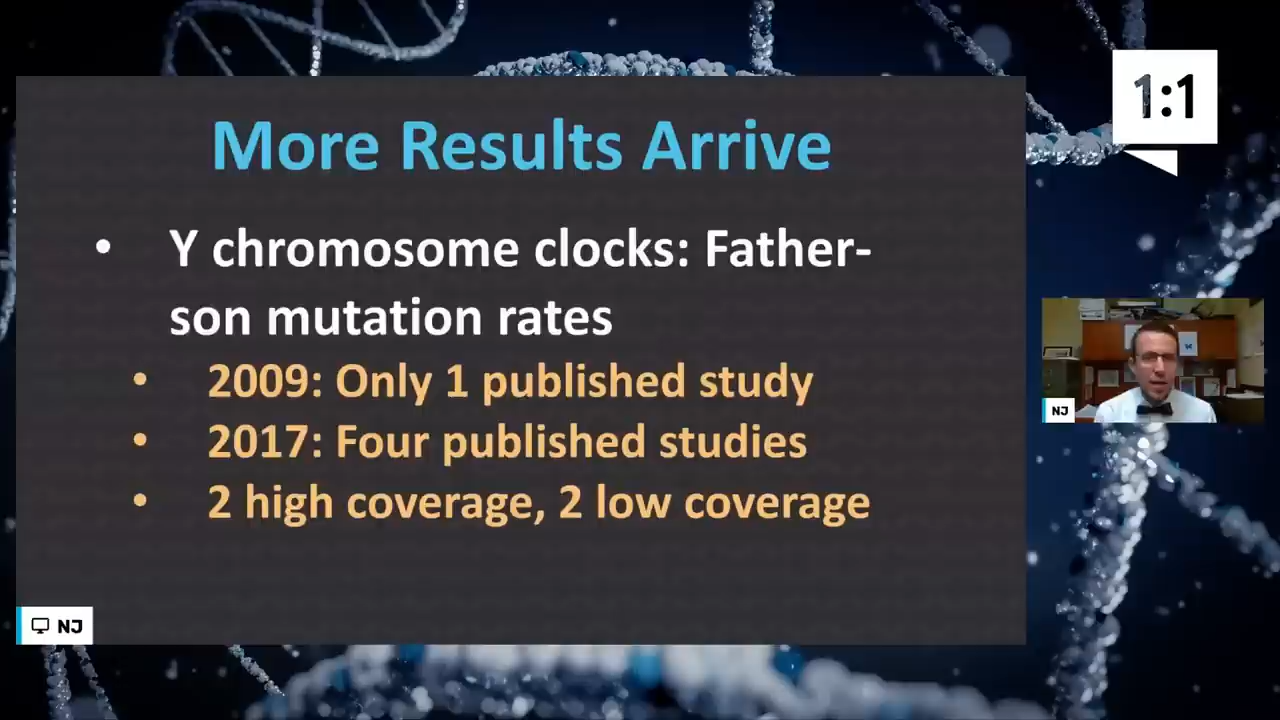 More Results Arrive
1:1
• Y chromosome clocks: Father-
son mutation rates
• 2009: Only 1 published study
• 2017: Four published studies
• 2 high coverage, 2 low coverage
NJ
NJ